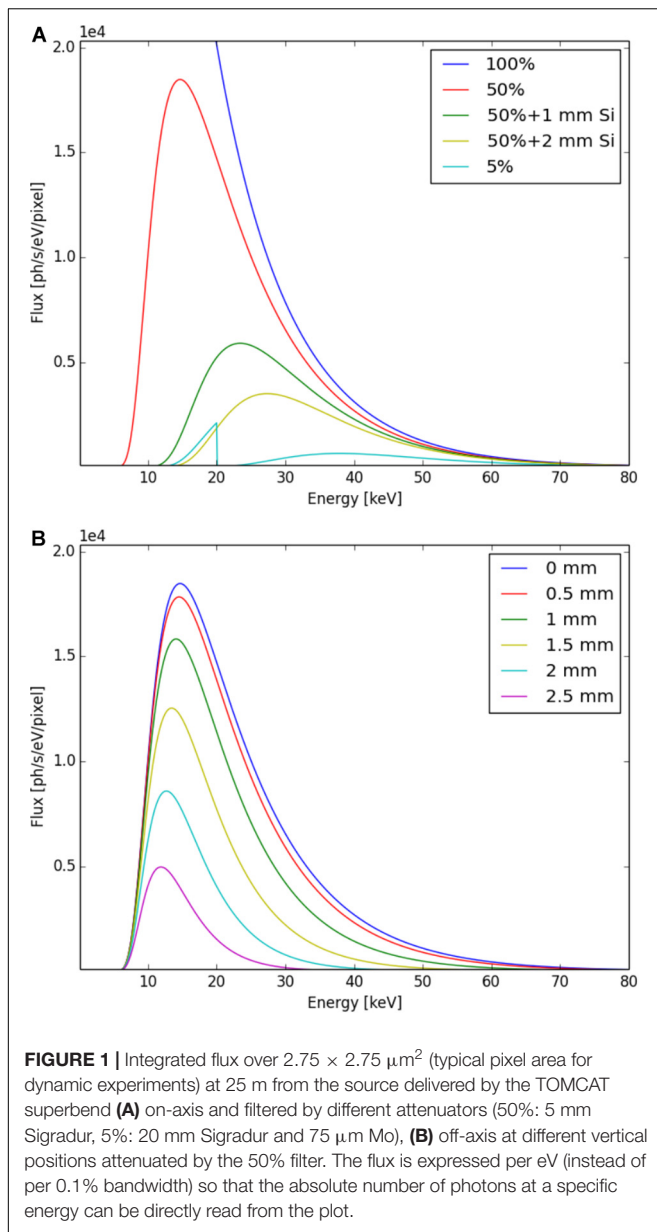 A
1e4
2.0
1.5
1.0
0.5
Flux [ph/s/eV/pixel]
100%
50%
50%+1 mm Si
50%+2 mm Si
5%
10 20 30 40 50 60 70 80
Energy [keV]
B
1e4
2.0
1.5
1.0
0.5
Flux [ph/s/eV/pixel]
0 mm
0.5 mm
1 mm
1.5 mm
2 mm
2.5 mm
10 20 30 40 50 60 70 80
Energy [keV]
FIGURE 1 | Integrated flux over 2.75 × 2.75 μm² (typical pixel area for
dynamic experiments) at 25 m from the source delivered by the TOMCAT
superbend (A) on-axis and filtered by different attenuators (50%: 5 mm
Sigradur, 5%: 20 mm Sigradur and 75 μm Mo), (B) off-axis at different vertical
positions attenuated by the 50% filter. The flux is expressed per eV (instead of
per 0.1% bandwidth) so that the absolute number of photons at a specific
energy can be directly read from the plot.